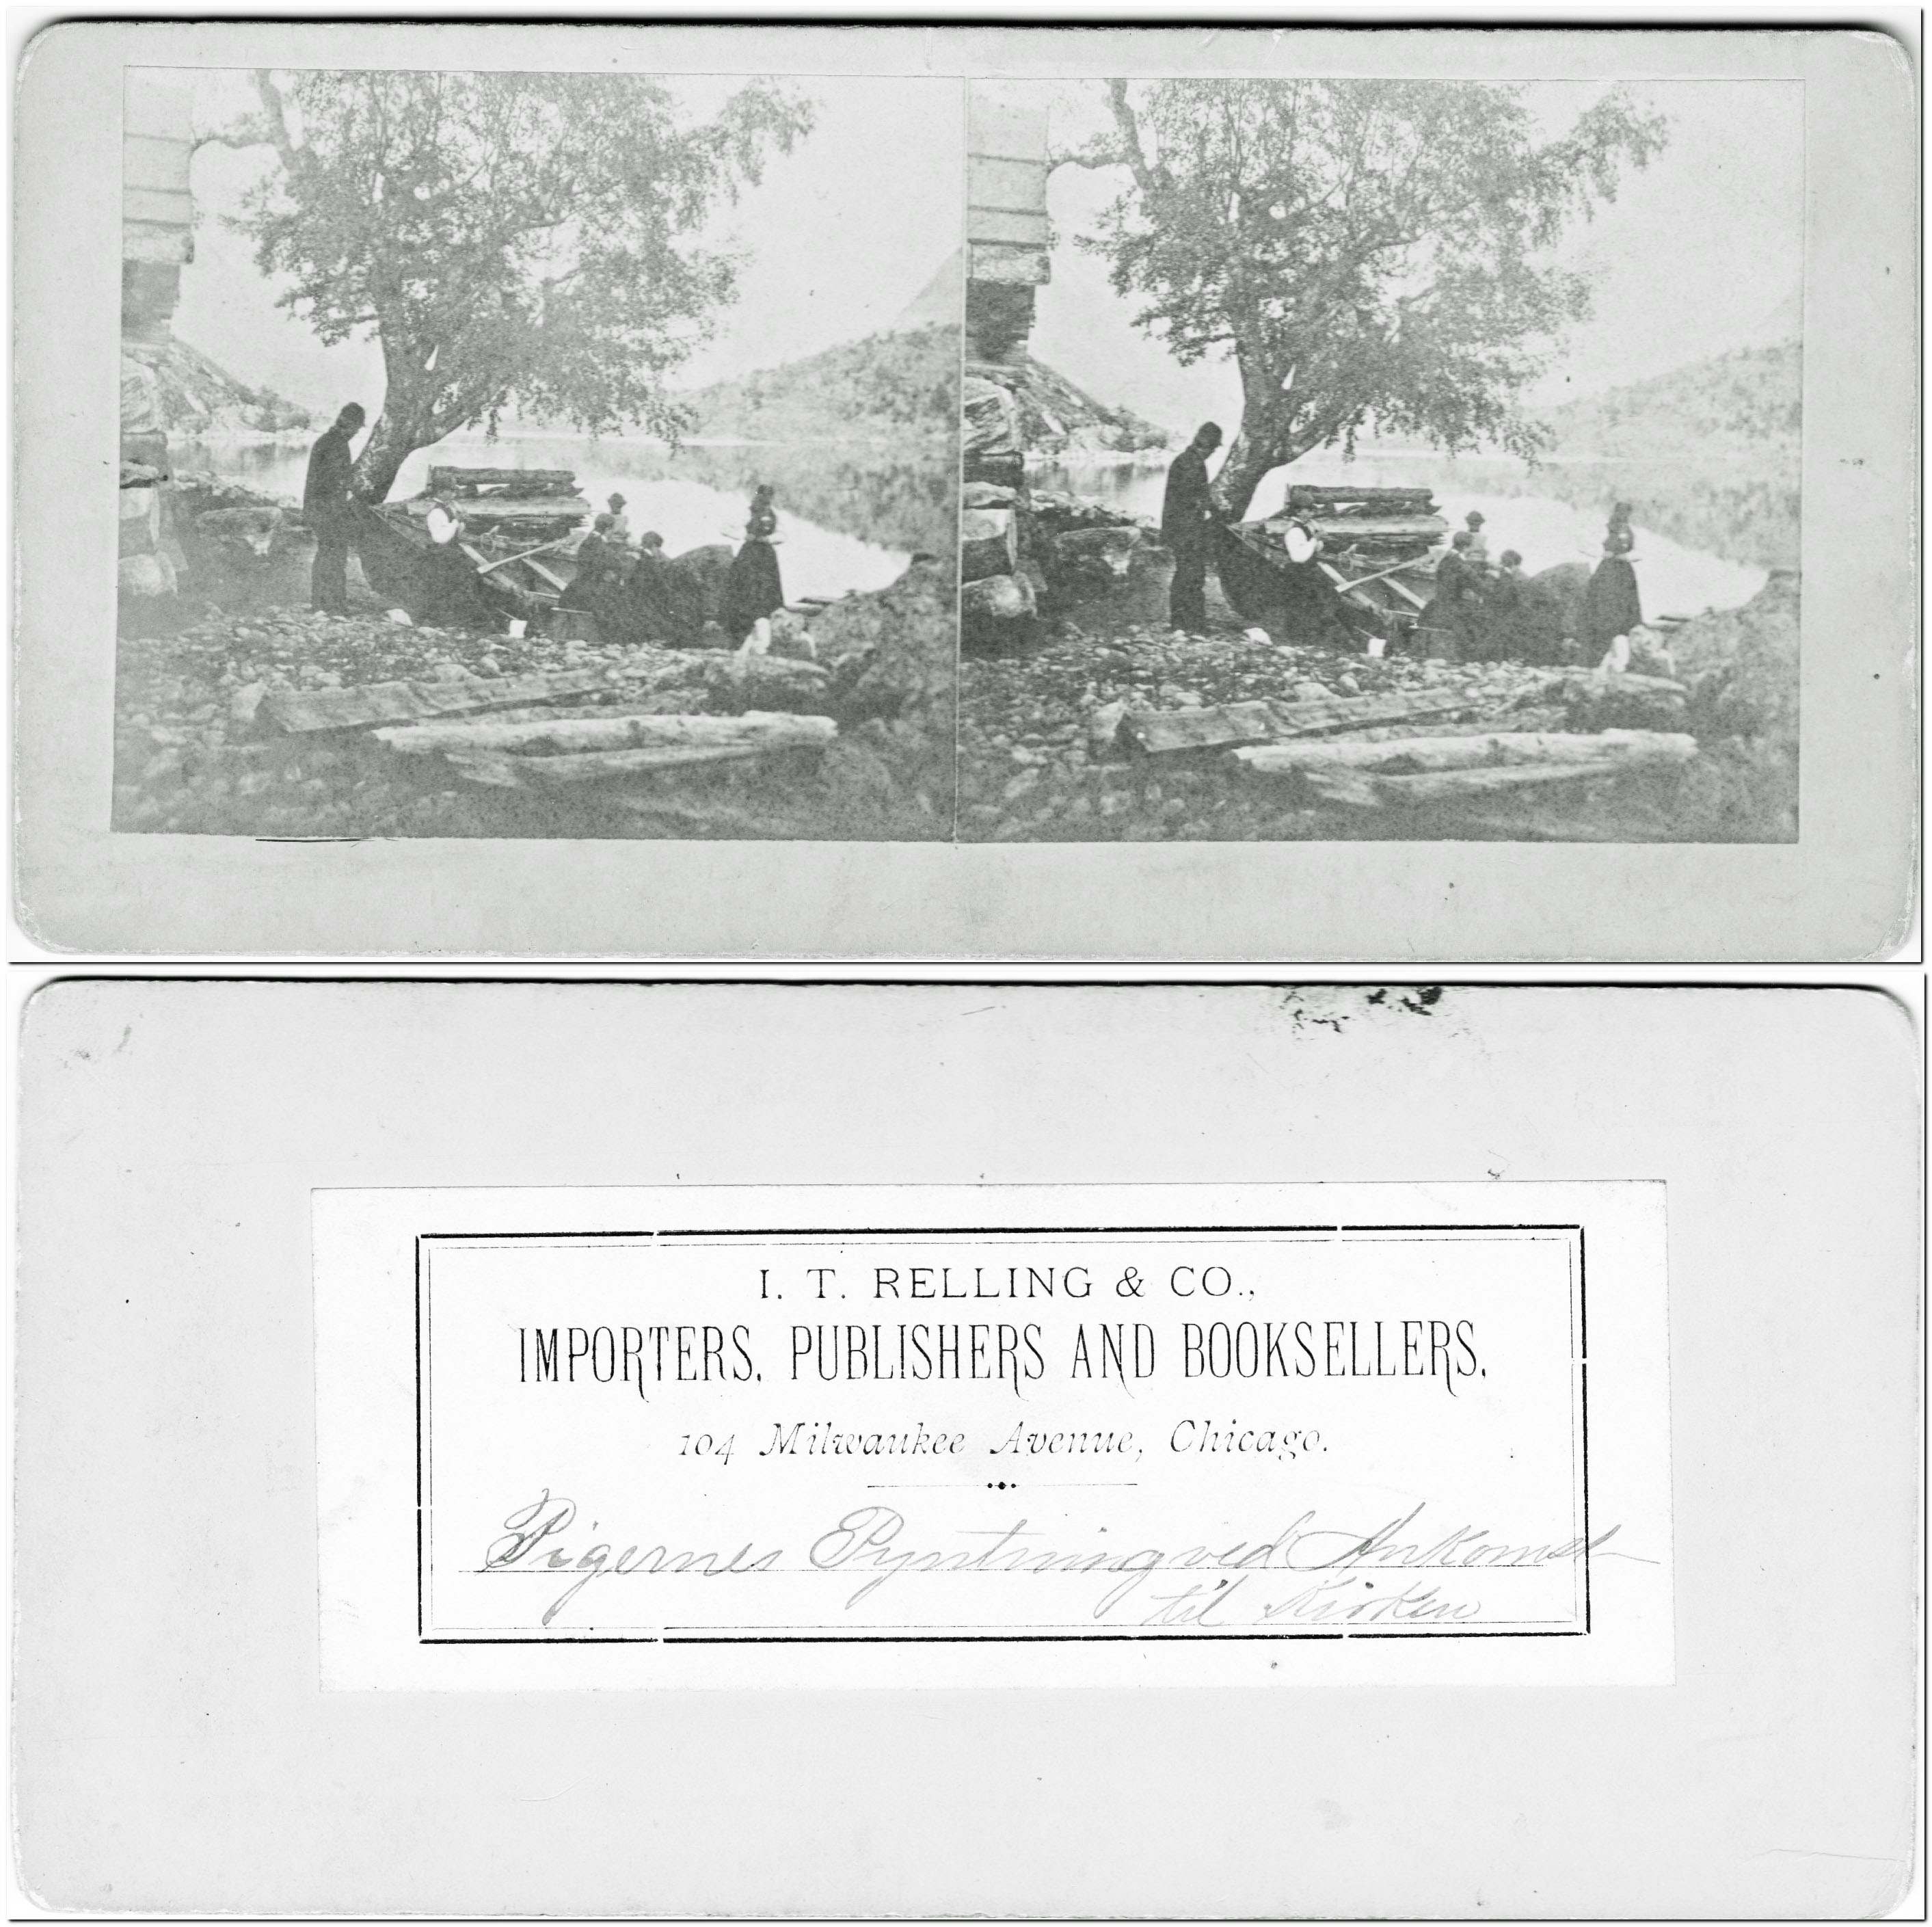 I. T. RELLING & CO.,
IMPORTERS, PUBLISHERS AND BOOKSELLERS,
104 Milwaukee Avenue, Chicago.
Pigernes Pyntning ved Ankomst
til Kirken